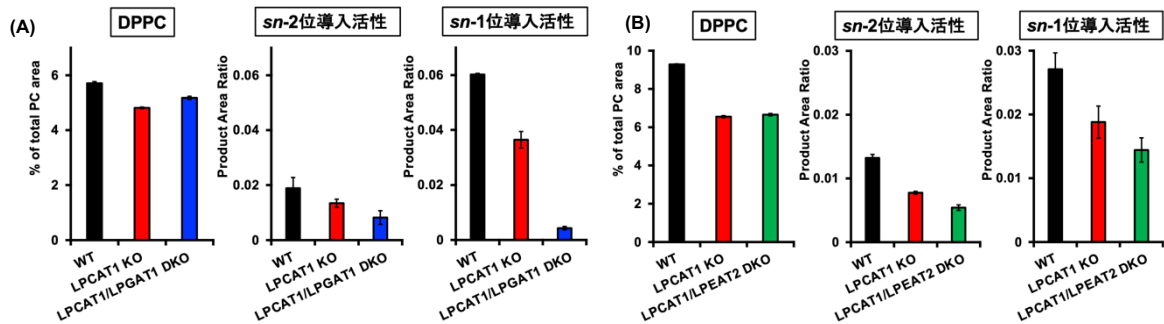 (A)
DPPC
% of total PC area
6
4
2
0
WT
LPCAT1 KO
LPCAT1/LPGAT1 DKO
sn-2位導入活性
Product Area Ratio
0.06
0.04
0.02
0
WT
LPCAT1 KO
LPCAT1/LPGAT1 DKO
sn-1位導入活性
Product Area Ratio
0.06
0.04
0.02
0
WT
LPCAT1 KO
LPCAT1/LPGAT1 DKO
(B)
DPPC
% of total PC area
10
8
6
4
2
0
WT
LPCAT1 KO
LPCAT1/LPEAT2 DKO
sn-2位導入活性
Product Area Ratio
0.03
0.02
0.01
0
WT
LPCAT1 KO
LPCAT1/LPEAT2 DKO
sn-1位導入活性
Product Area Ratio
0.03
0.02
0.01
0
WT
LPCAT1 KO
LPCAT1/LPEAT2 DKO